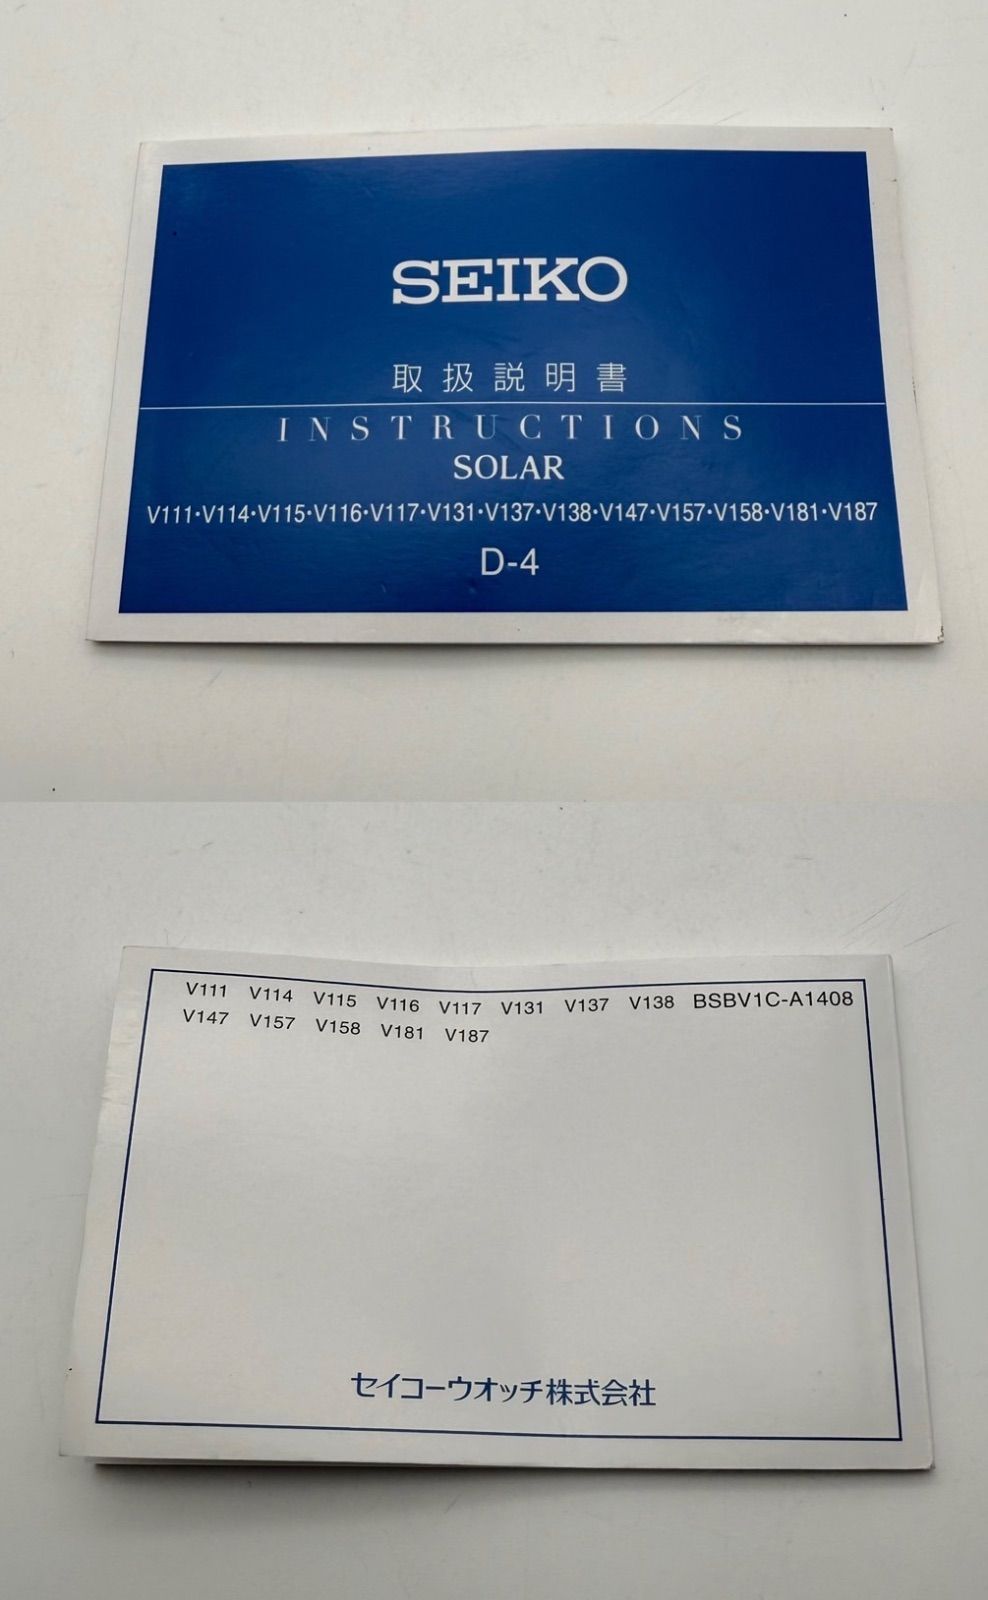 SEIKO
取扱説明書
INSTRUCTIONS
SOLAR
V111・V114・V115・V116・V117・V131・V137・V138・V147・V157・V158・V181・V187
D-4
V111 V114 V115 V116 V117 V131 V137 V138 BSBV1C-A1408
V147 V157 V158 V181 V187
セイコーウオッチ株式会社